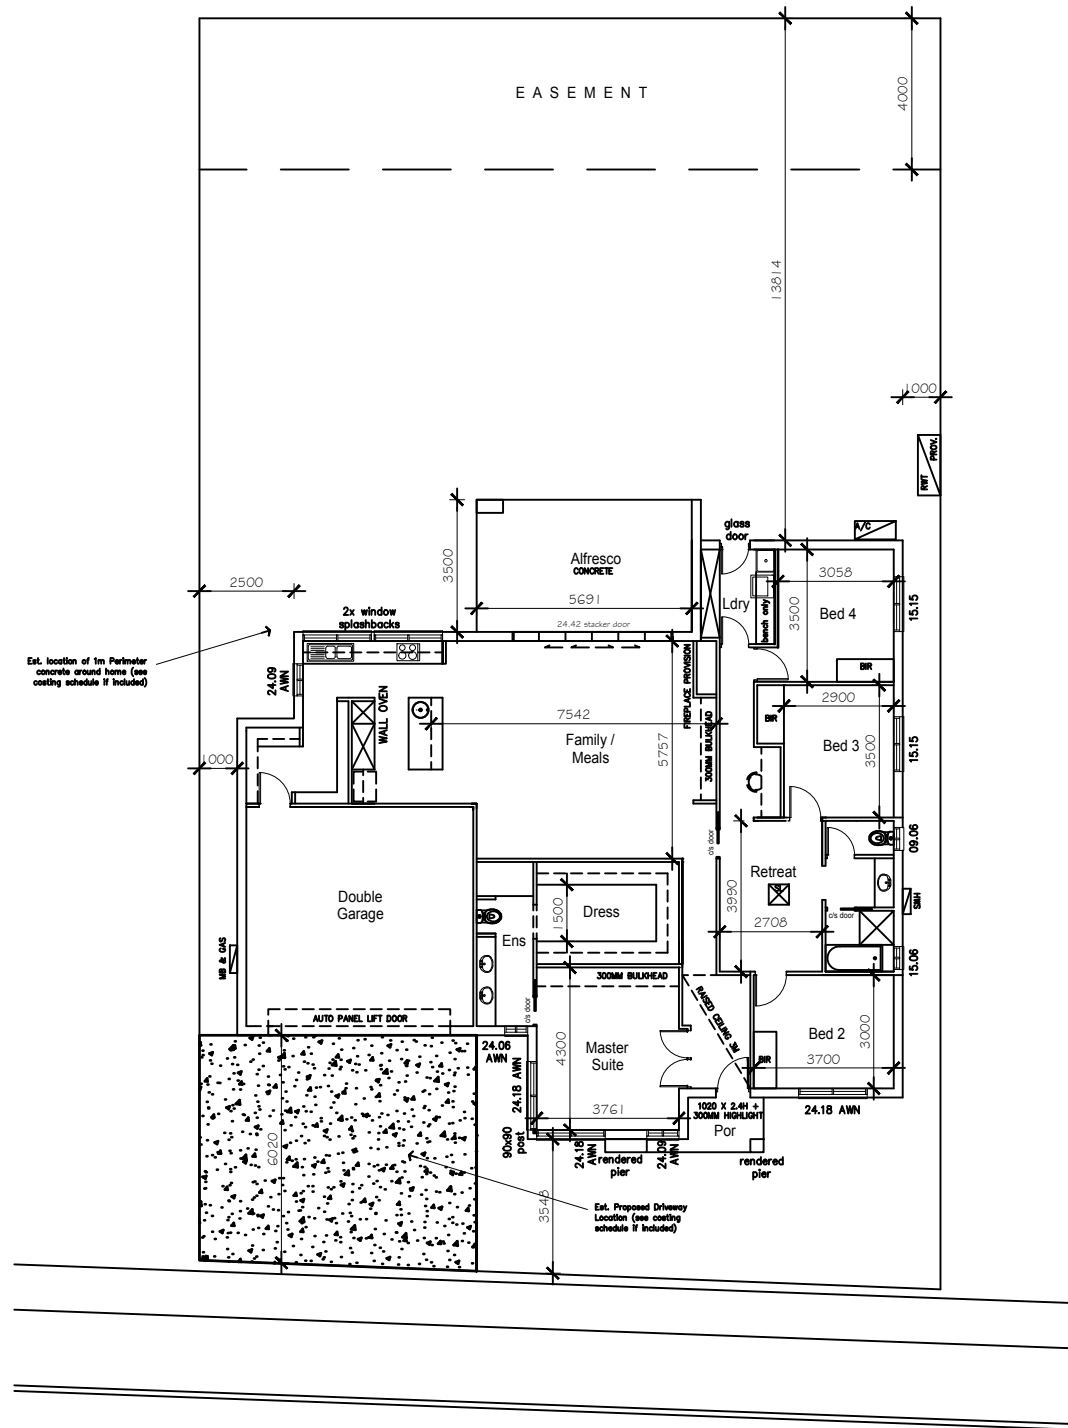 EASEMENT
4000
13814
1000
RWT PROV.
A/C
glass
door
3500
Alfresco
CONCRETE
5691
24.42 stacker door
2500
2x window
splashbacks
Est. location of 1m Perimeter
concrete around home (see
costing schedule if included)
24.09
AWN
WALL OVEN
7542
Family /
Meals
5757
FIREPLACE PROVISION
300MM BULKHEAD
Ldry
bench only
3058
3500
Bed 4
15.15
BIR
2900
BIR
Bed 3
3500
15.15
1000
c/s door
Retreat
3990
2708
09.06
SMH
c/s door
15.06
Double
Garage
MB & GAS
Ens
1500
Dress
300MM BULKHEAD
c/s door
AUTO PANEL LIFT DOOR
24.06
AWN
24.18 AWN
4300
Master
Suite
3761
RAISED CEILING 3M
Bed 2
BIR
3000
3700
24.18 AWN
1020 X 2.4H +
300MM HIGHLIGHT
Por
90x90
post
24.18
AWN
rendered
pier
24.09
AWN
rendered
pier
6020
3548
Est. Proposed Driveway
Location (see costing
schedule if included)